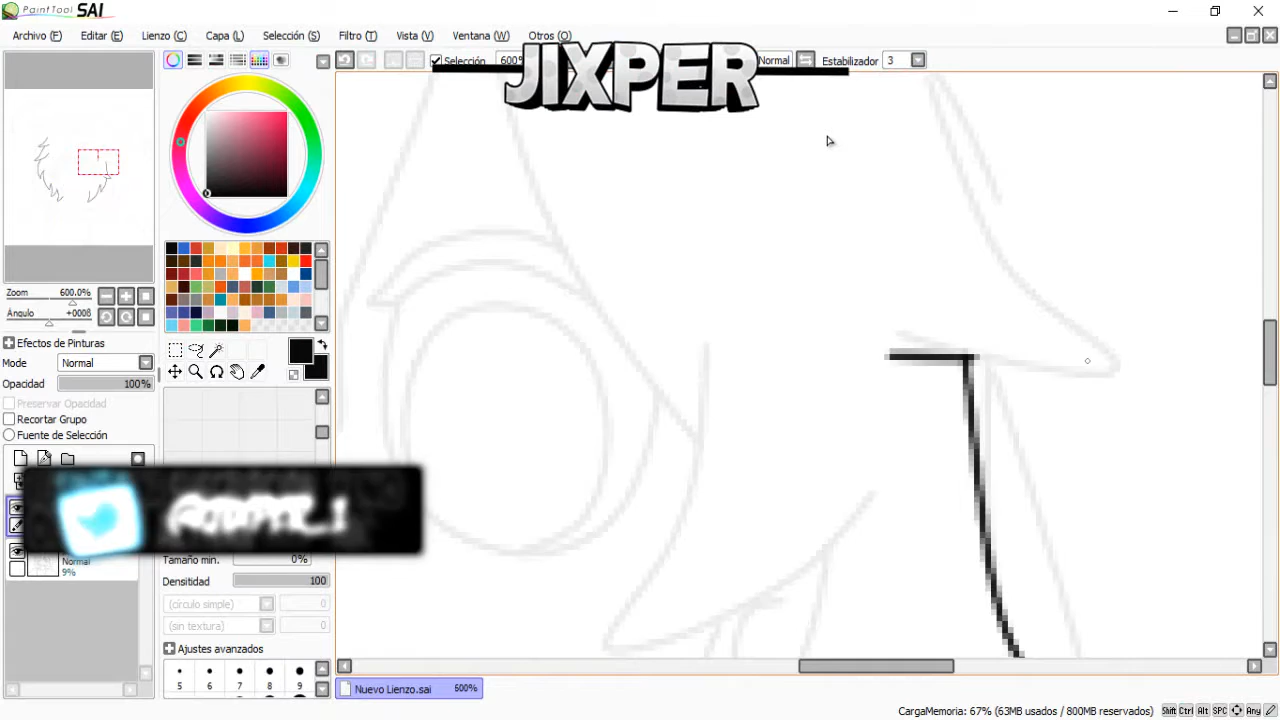 PaintTool SAI
Archivo (F) Editar (E) Lienzo (C) Capa (L) Selección (S) Filtro (T) Vista (V) Ventana (W) Otros (O)
Selección 600% Normal Estabilizador 3
JIXPER
Zoom 600.0%
Ángulo +0008
Efectos de Pinturas
Mode Normal
Opacidad 100%
Preservar Opacidad
Recortar Grupo
Fuente de Selección
Normal
9%
Tamaño min. 0%
Densitidad 100
(círculo simple) 0
(sin textura) 0
Ajustes avanzados
5 6 7 8 9
Nuevo Lienzo.sai 600%
CargaMemoria: 67% (63MB usados / 800MB reservados) Shift Ctrl Alt SPC Any